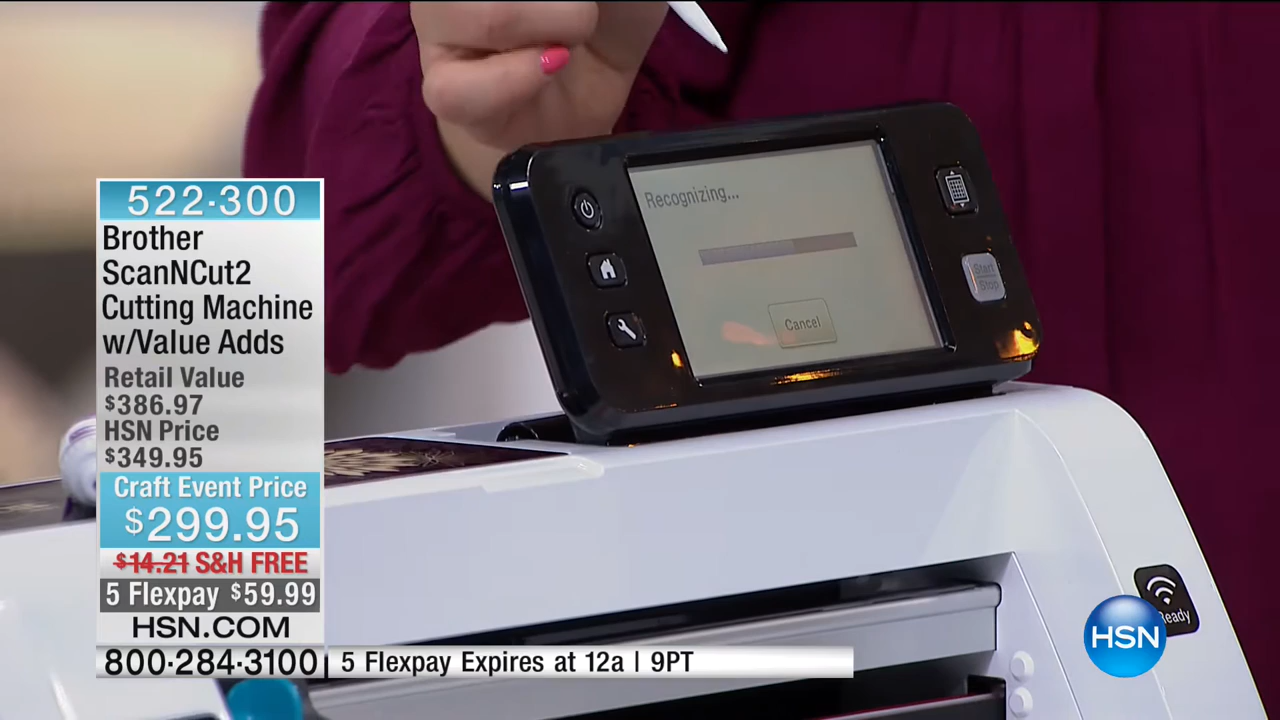 522·300
Brother
ScanNCut2
Cutting Machine
w/Value Adds
Retail Value
$386.97
HSN Price
$349.95
Craft Event Price
$299.95
$14.21 S&H FREE
5 Flexpay $59.99
HSN.COM
800·284·3100
5 Flexpay Expires at 12a | 9PT
Recognizing...
Cancel
Start
Stop
eady
HSN